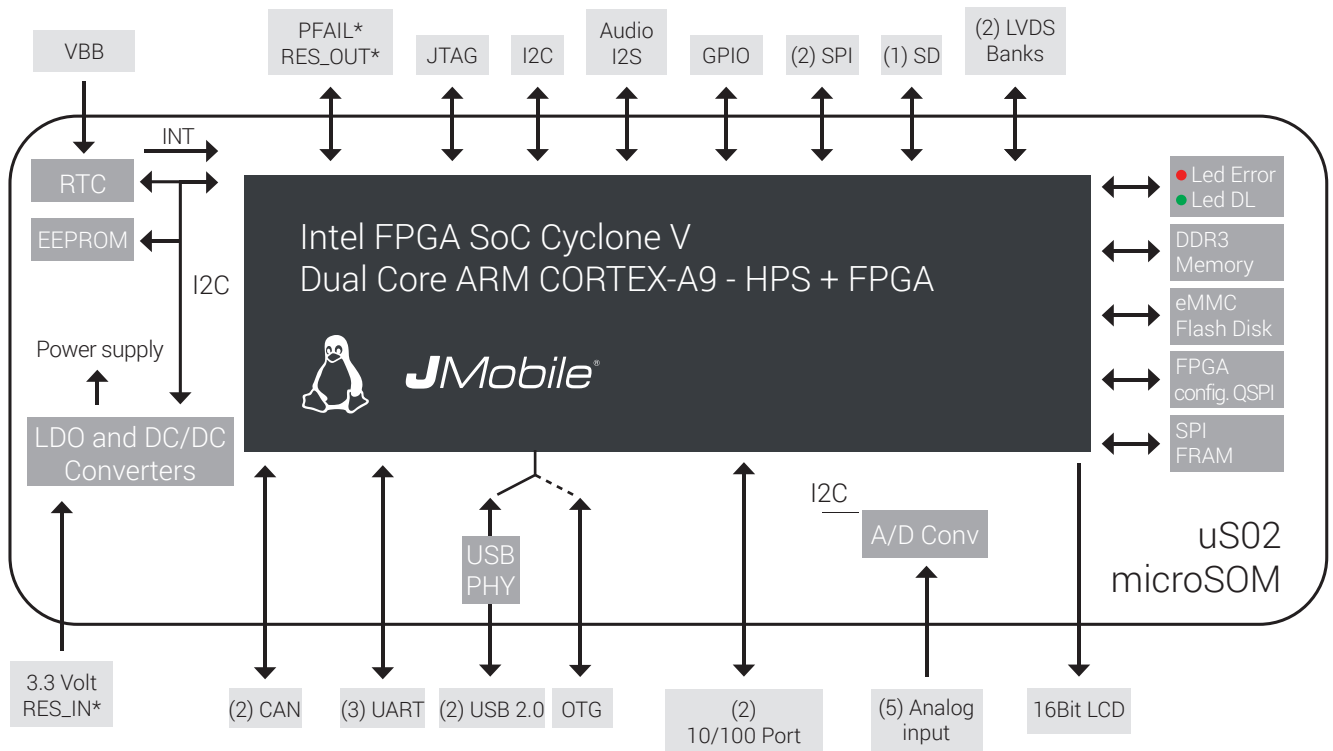 VBB
PFAIL*
RES_OUT*
JTAG
I2C
Audio
I2S
GPIO
(2) SPI
(1) SD
(2) LVDS
Banks
INT
RTC
EEPROM
I2C
Power supply
LDO and DC/DC
Converters
Intel FPGA SoC Cyclone V
Dual Core ARM CORTEX-A9 - HPS + FPGA
JMobile®
Led Error
Led DL
DDR3
Memory
eMMC
Flash Disk
FPGA
config. QSPI
SPI
FRAM
USB
PHY
I2C
A/D Conv
uS02
microSOM
3.3 Volt
RES_IN*
(2) CAN
(3) UART
(2) USB 2.0
OTG
(2)
10/100 Port
(5) Analog
input
16Bit LCD